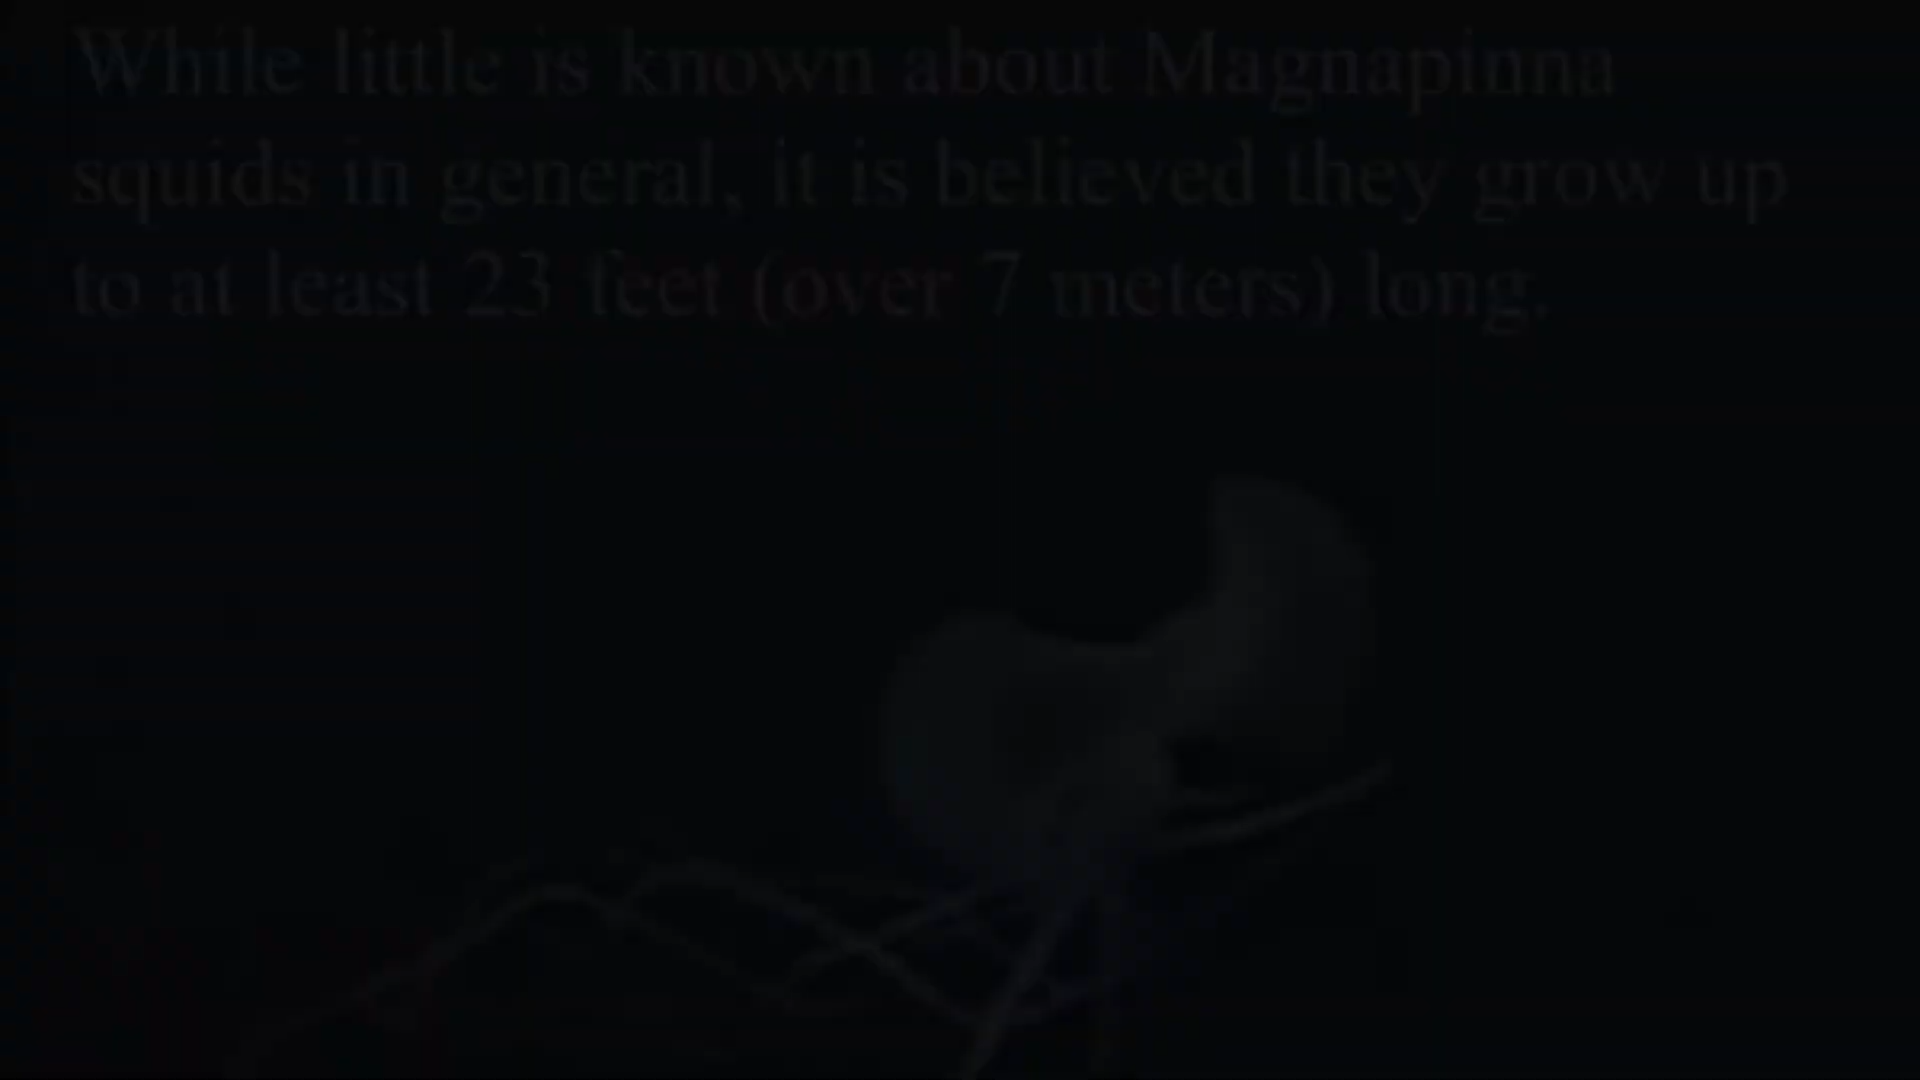 While little is known about Magnapinna
squids in general, it is believed they grow up
to at least 23 feet (over 7 meters) long.